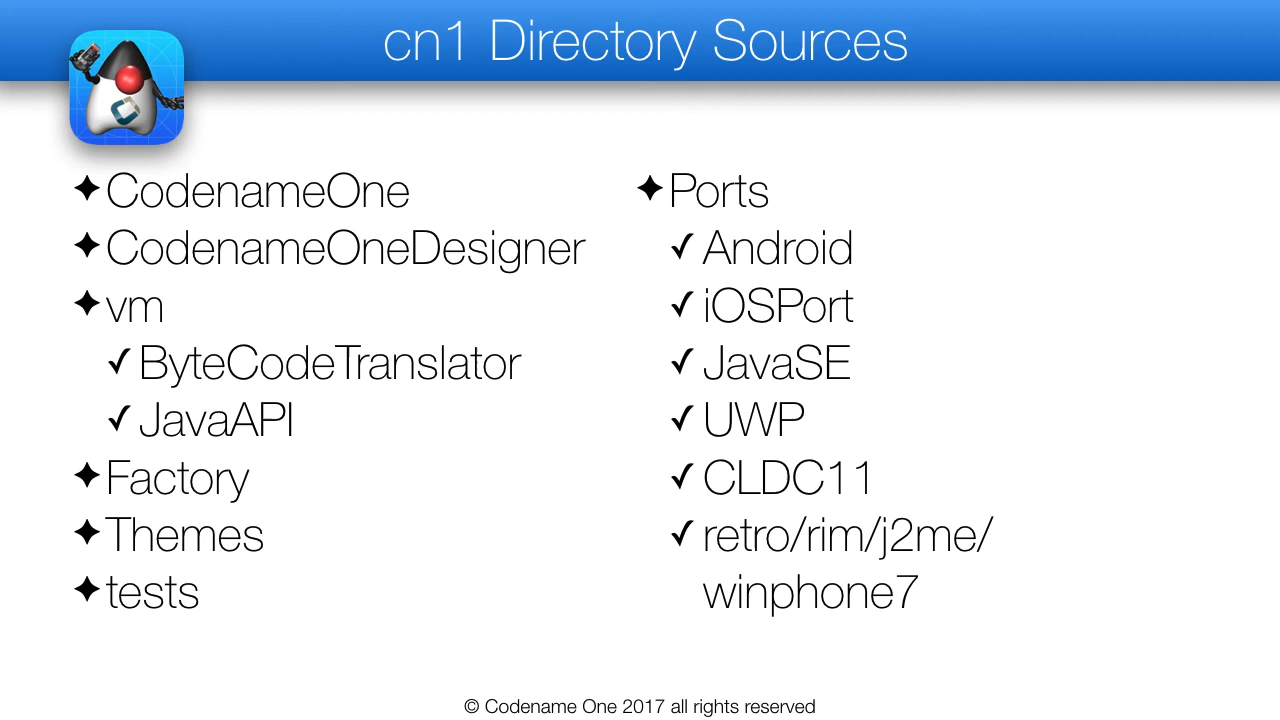 cn1 Directory Sources
✦ CodenameOne
✦ CodenameOneDesigner
✦ vm
✓ ByteCodeTranslator
✓ JavaAPI
✦ Factory
✦ Themes
✦ tests
✦ Ports
✓ Android
✓ iOSPort
✓ JavaSE
✓ UWP
✓ CLDC11
✓ retro/rim/j2me/
winphone7
© Codename One 2017 all rights reserved